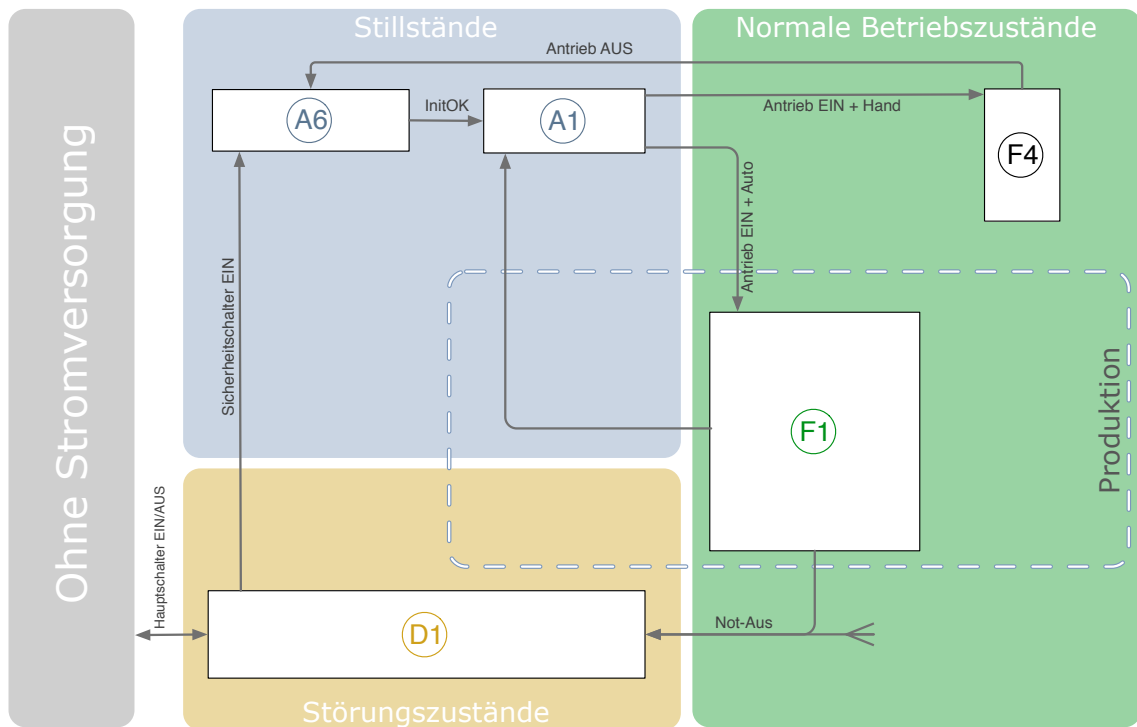 Stillstände
Normale Betriebszustände
Antrieb AUS
A6
InitOK
A1
Antrieb EIN + Hand
F4
Antrieb EIN + Auto
Ohne Stromversorgung
Sicherheitschalter EIN
F1
Produktion
Hauptschalter EIN/AUS
D1
Not-Aus
Störungszustände